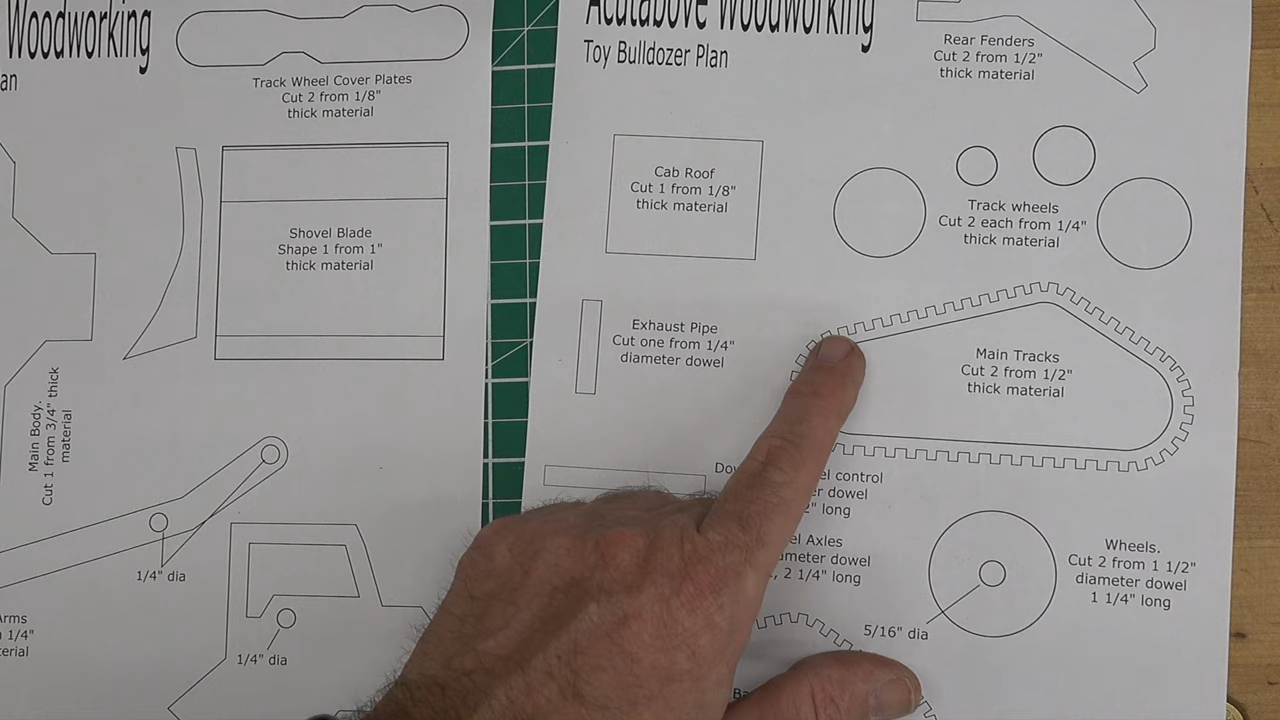 Woodworking
an
Track Wheel Cover Plates
Cut 2 from 1/8"
thick material
Shovel Blade
Shape 1 from 1"
thick material
Main Body.
Cut 1 from 3/4" thick
material
1/4" dia
Arms
1/4"
erial
1/4" dia
Acutabove Woodworking
Toy Bulldozer Plan
Rear Fenders
Cut 2 from 1/2"
thick material
Cab Roof
Cut 1 from 1/8"
thick material
Track wheels
Cut 2 each from 1/4"
thick material
Exhaust Pipe
Cut one from 1/4"
diameter dowel
Main Tracks
Cut 2 from 1/2"
thick material
Do
el control
er dowel
2" long
el Axles
ameter dowel
, 2 1/4" long
Wheels.
Cut 2 from 1 1/2"
diameter dowel
1 1/4" long
5/16" dia
Ba